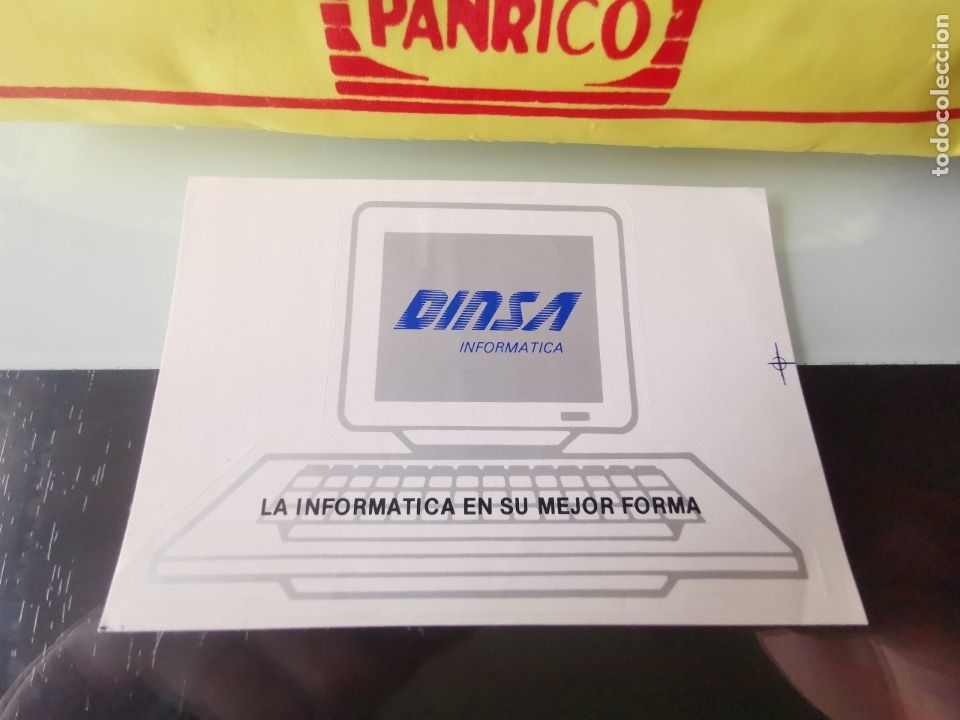 PANRICO
todocoleccion
DINSA
INFORMATICA
LA INFORMATICA EN SU MEJOR FORMA